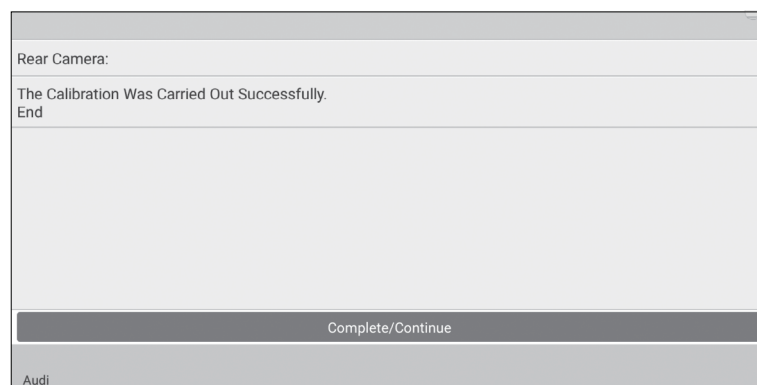 Rear Camera:
The Calibration Was Carried Out Successfully.
End
Complete/Continue
Audi